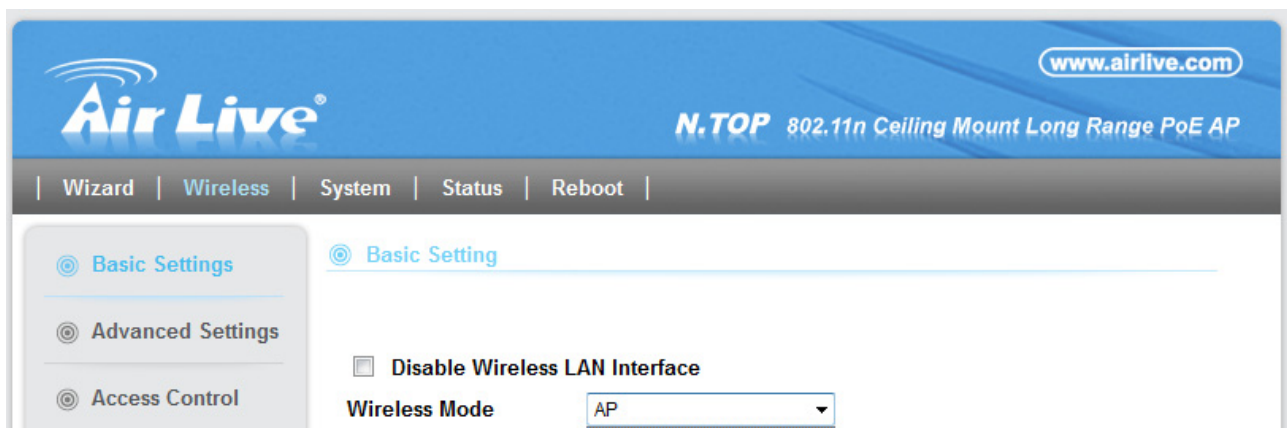 www.airlive.com
Air Live®
N.TOP 802.11n Ceiling Mount Long Range PoE AP
| Wizard | Wireless | System | Status | Reboot |
Basic Settings
Advanced Settings
Access Control
Basic Setting
Disable Wireless LAN Interface
Wireless Mode AP